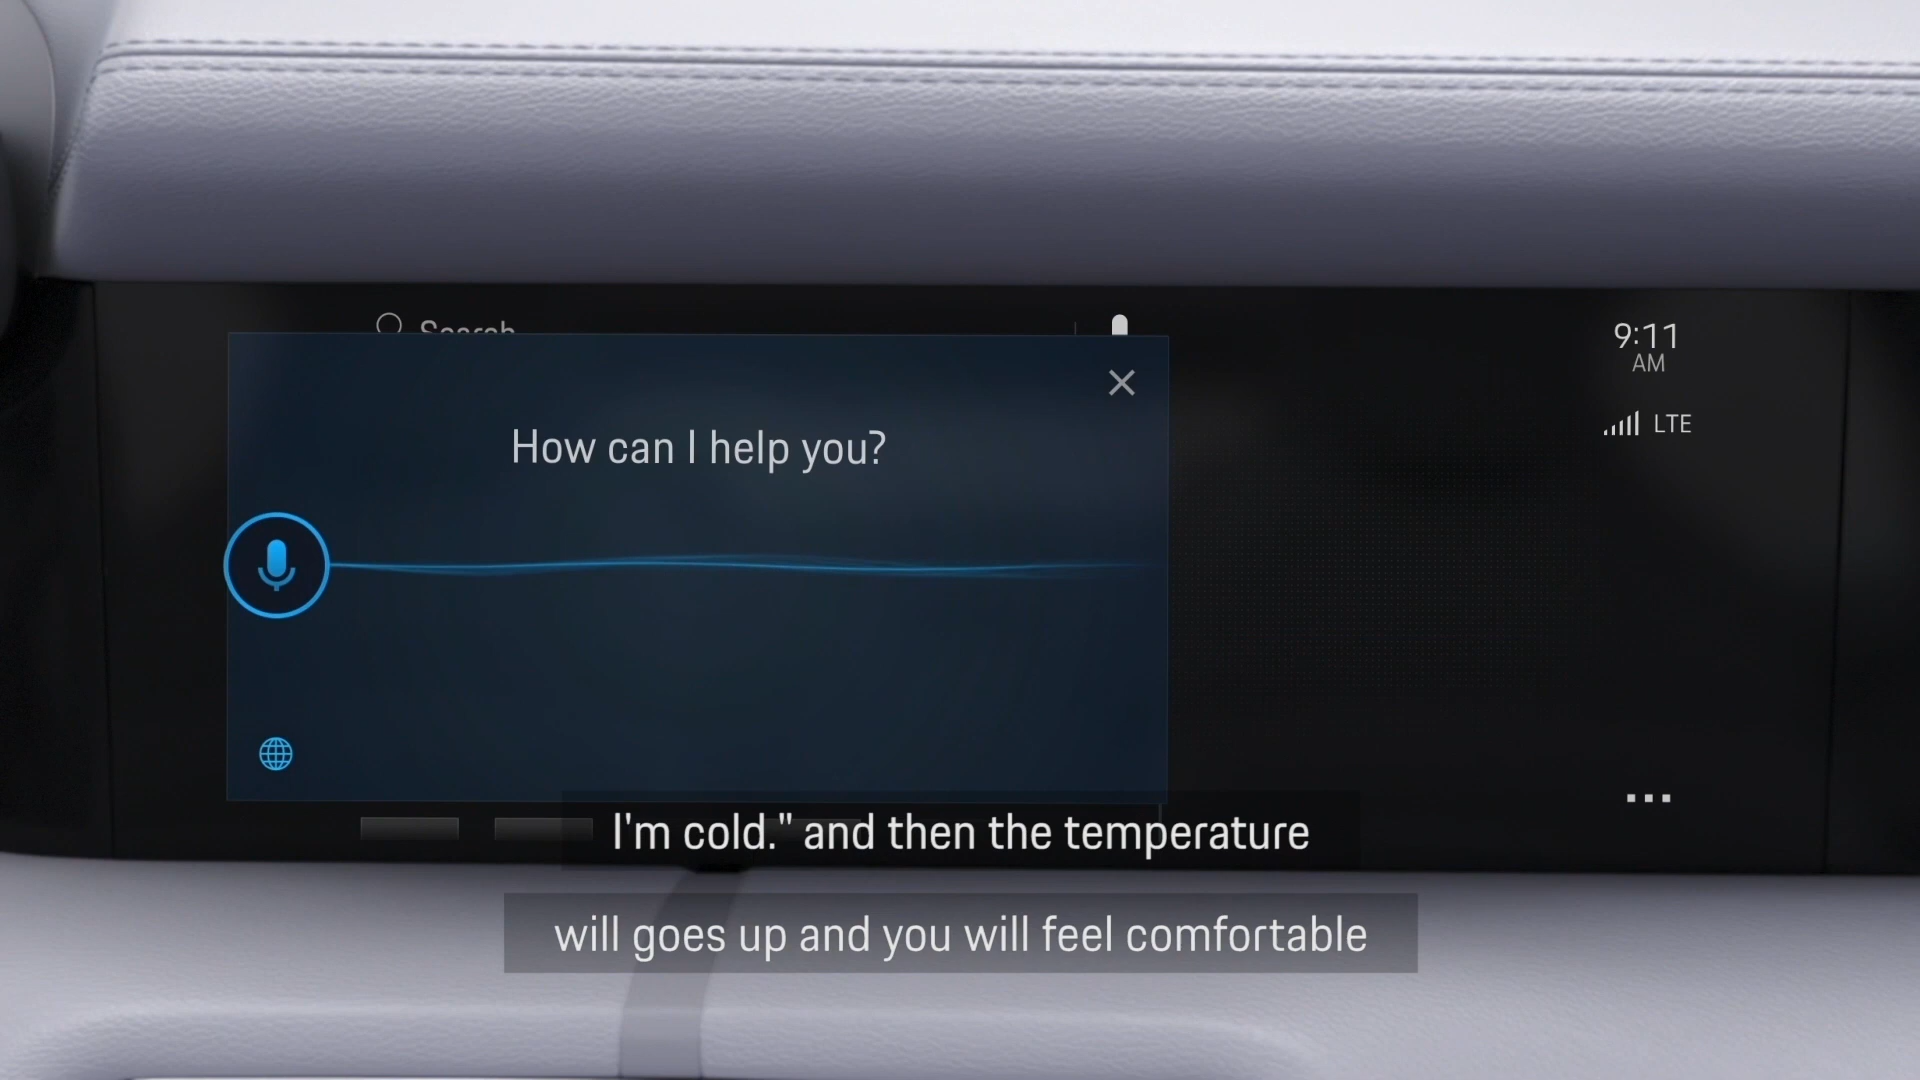 Search
9:11
AM
LTE
How can I help you?
I'm cold." and then the temperature
will goes up and you will feel comfortable